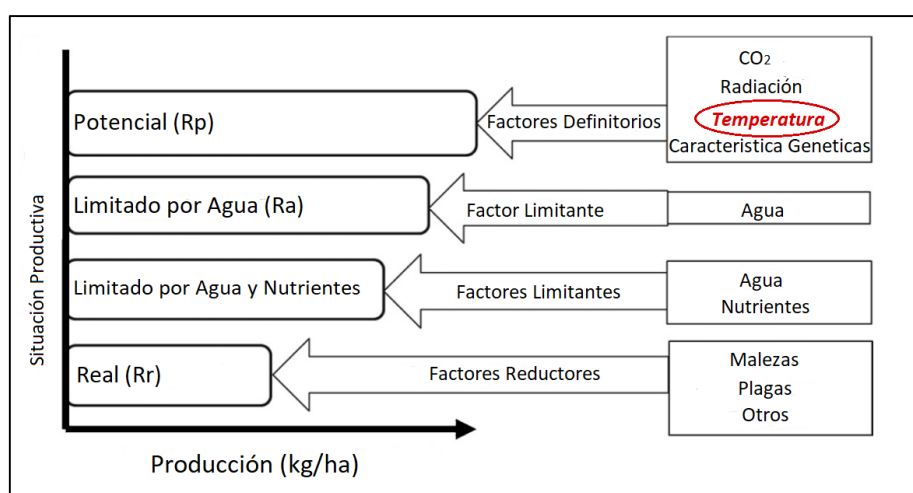 CO₂
Radiación
Potencial (Rp)
Factores Definitorios
Temperatura
Caracteristica Geneticas
Limitado por Agua (Ra)
Factor Limitante
Agua
Limitado por Agua y Nutrientes
Factores Limitantes
Agua
Nutrientes
Real (Rr)
Factores Reductores
Malezas
Plagas
Otros
Situación Productiva
Producción (kg/ha)